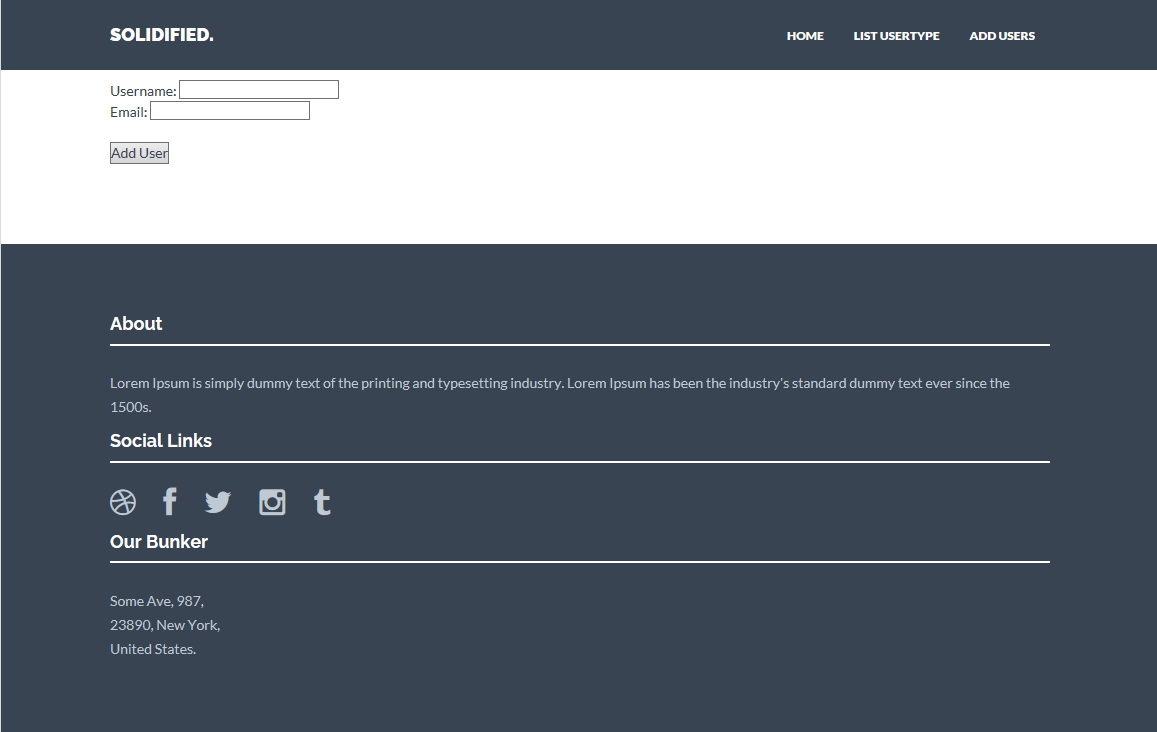 SOLIDIFIED.
HOME LIST USERTYPE ADD USERS
Username:
Email:
Add User
About
Lorem Ipsum is simply dummy text of the printing and typesetting industry. Lorem Ipsum has been the industry's standard dummy text ever since the
1500s.
Social Links
Our Bunker
Some Ave, 987,
23890, New York,
United States.